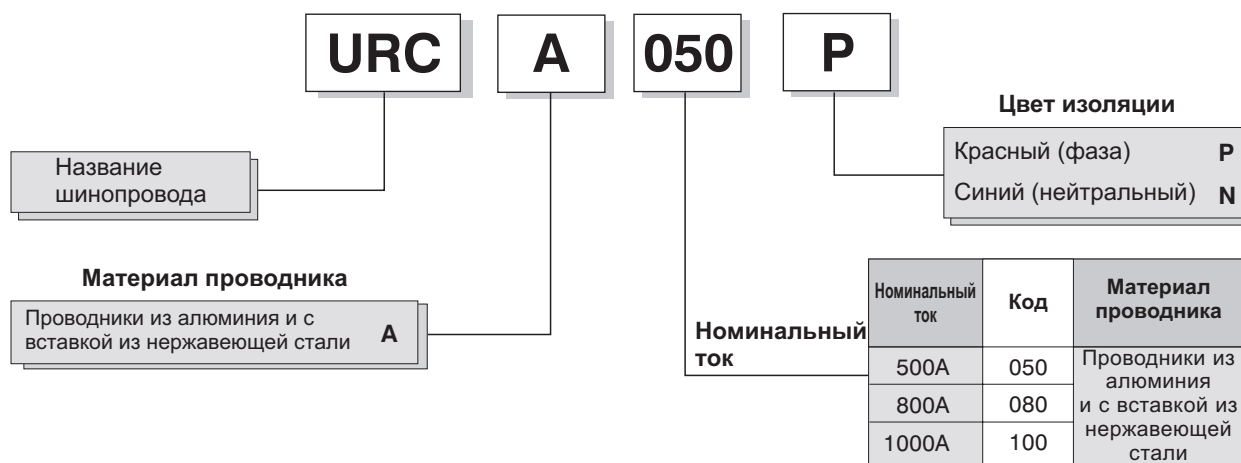 URC A 050 P
Цвет изоляции
Красный (фаза) P
Синий (нейтральный) N
Название
шинопровода
Материал проводника
Проводники из алюминия и с
вставкой из нержавеющей стали A
Номинальный
ток
Номинальный
ток
Код
Материал
проводника
500A 050
800A 080
1000A 100
Проводники из
алюминия
и с вставкой из
нержавеющей
стали